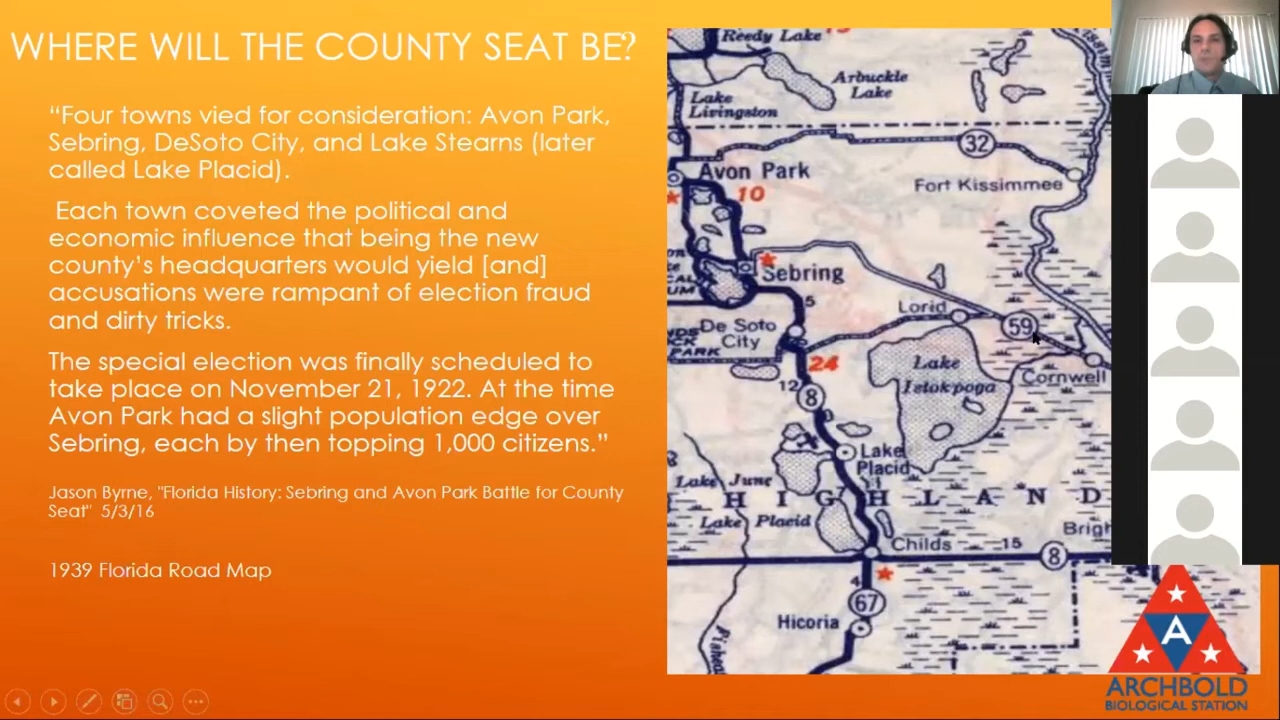 WHERE WILL THE COUNTY SEAT BE?
“Four towns vied for consideration: Avon Park,
Sebring, DeSoto City, and Lake Stearns (later
called Lake Placid).
Each town coveted the political and
economic influence that being the new
county’s headquarters would yield [and]
accusations were rampant of election fraud
and dirty tricks.
The special election was finally scheduled to
take place on November 21, 1922. At the time
Avon Park had a slight population edge over
Sebring, each by then topping 1,000 citizens.”
Jason Byrne, "Florida History: Sebring and Avon Park Battle for County
Seat" 5/3/16
1939 Florida Road Map
Reedy Lake
Arbuckle
Lake
Lake
Livingston
32
Avon Park
10
Fort Kissimmee
Sebring
5
Lorid
59
De Soto
City
PARK
24
Lake
Istokpoga
Cornwell
12
8
Lake
Placid
Lake June
HIGHLAND
Lake Placid
Childs
15
8
4
67
Hicoria
A
ARCHBOLD
BIOLOGICAL STATION